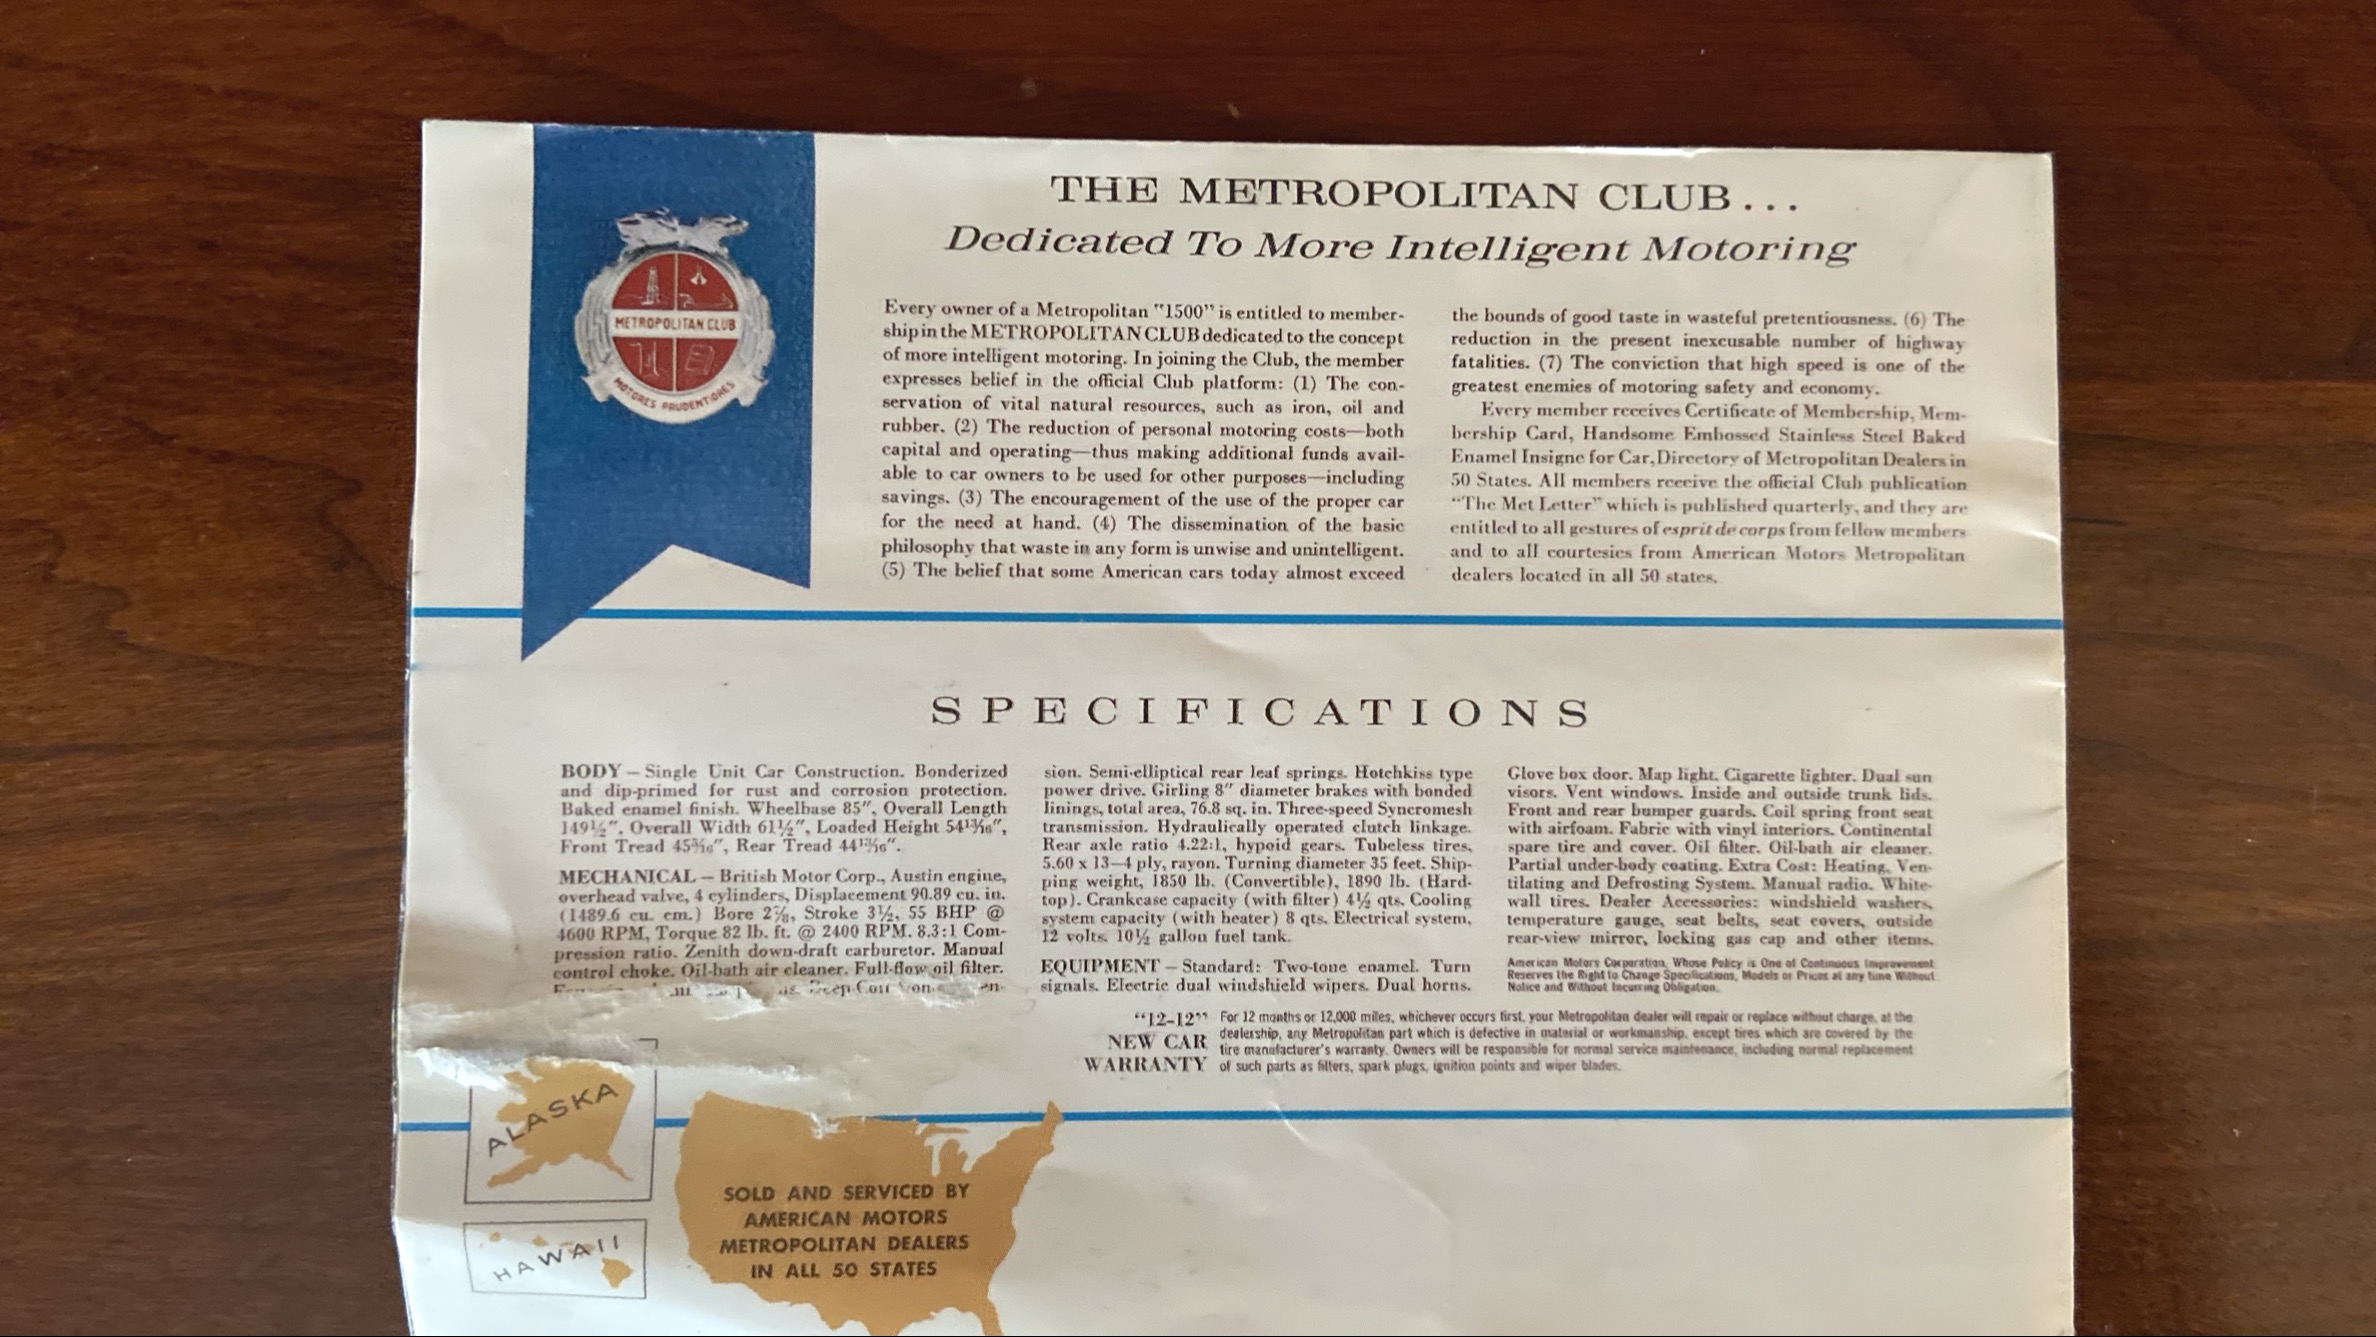 METROPOLITAN CLUB
MOTORES PRUDENTIORES
THE METROPOLITAN CLUB...
Dedicated To More Intelligent Motoring
Every owner of a Metropolitan "1500" is entitled to member-
ship in the METROPOLITAN CLUB dedicated to the concept
of more intelligent motoring. In joining the Club, the member
expresses belief in the official Club platform: (1) The con-
servation of vital natural resources, such as iron, oil and
rubber. (2) The reduction of personal motoring costs—both
capital and operating—thus making additional funds avail-
able to car owners to be used for other purposes—including
savings. (3) The encouragement of the use of the proper car
for the need at hand. (4) The dissemination of the basic
philosophy that waste in any form is unwise and unintelligent.
(5) The belief that some American cars today almost exceed
the bounds of good taste in wasteful pretentiousness. (6) The
reduction in the present inexcusable number of highway
fatalities. (7) The conviction that high speed is one of the
greatest enemies of motoring safety and economy.
Every member receives Certificate of Membership, Mem-
bership Card, Handsome Embossed Stainless Steel Baked
Enamel Insigne for Car, Directory of Metropolitan Dealers in
50 States. All members receive the official Club publication
"The Met Letter" which is published quarterly, and they are
entitled to all gestures of esprit de corps from fellow members
and to all courtesies from American Motors Metropolitan
dealers located in all 50 states.
SPECIFICATIONS
BODY — Single Unit Car Construction. Bonderized
and dip-primed for rust and corrosion protection.
Baked enamel finish. Wheelbase 85", Overall Length
149½", Overall Width 61½", Loaded Height 54¹³⁄₁₆",
Front Tread 45⁵⁄₁₆", Rear Tread 44¹³⁄₁₆".
MECHANICAL — British Motor Corp., Austin engine,
overhead valve, 4 cylinders, Displacement 90.89 cu. in.
(1489.6 cu. cm.) Bore 2⅞, Stroke 3½, 55 BHP @
4600 RPM, Torque 82 lb. ft. @ 2400 RPM. 8.3:1 Com-
pression ratio. Zenith down-draft carburetor. Manual
control choke. Oil-bath air cleaner. Full-flow oil filter.
Deep Coil
sion. Semi-elliptical rear leaf springs. Hotchkiss type
power drive. Girling 8" diameter brakes with bonded
linings, total area, 76.8 sq. in. Three-speed Syncromesh
transmission. Hydraulically operated clutch linkage.
Rear axle ratio 4.22:1, hypoid gears. Tubeless tires,
5.60 x 13—4 ply, rayon. Turning diameter 35 feet. Ship-
ping weight, 1850 lb. (Convertible), 1890 lb. (Hard-
top). Crankcase capacity (with filter) 4½ qts. Cooling
system capacity (with heater) 8 qts. Electrical system,
12 volts. 10½ gallon fuel tank.
EQUIPMENT — Standard: Two-tone enamel. Turn
signals. Electric dual windshield wipers. Dual horns.
Glove box door. Map light. Cigarette lighter. Dual sun
visors. Vent windows. Inside and outside trunk lids.
Front and rear bumper guards. Coil spring front seat
with airfoam. Fabric with vinyl interiors. Continental
spare tire and cover. Oil filter. Oil-bath air cleaner.
Partial under-body coating. Extra Cost: Heating, Ven-
tilating and Defrosting System. Manual radio. White-
wall tires. Dealer Accessories: windshield washers,
temperature gauge, seat belts, seat covers, outside
rear-view mirror, locking gas cap and other items.
American Motors Corporation, Whose Policy is One of Continuous Improvement
Reserves the Right to Change Specifications, Models or Prices at any time Without
Notice and Without Incurring Obligation.
"12-12"
NEW CAR
WARRANTY
For 12 months or 12,000 miles, whichever occurs first, your Metropolitan dealer will repair or replace without charge, at the
dealership, any Metropolitan part which is defective in material or workmanship, except tires which are covered by the
tire manufacturer's warranty. Owners will be responsible for normal service maintenance, including normal replacement
of such parts as filters, spark plugs, ignition points and wiper blades.
ALASKA
HAWAII
SOLD AND SERVICED BY
AMERICAN MOTORS
METROPOLITAN DEALERS
IN ALL 50 STATES